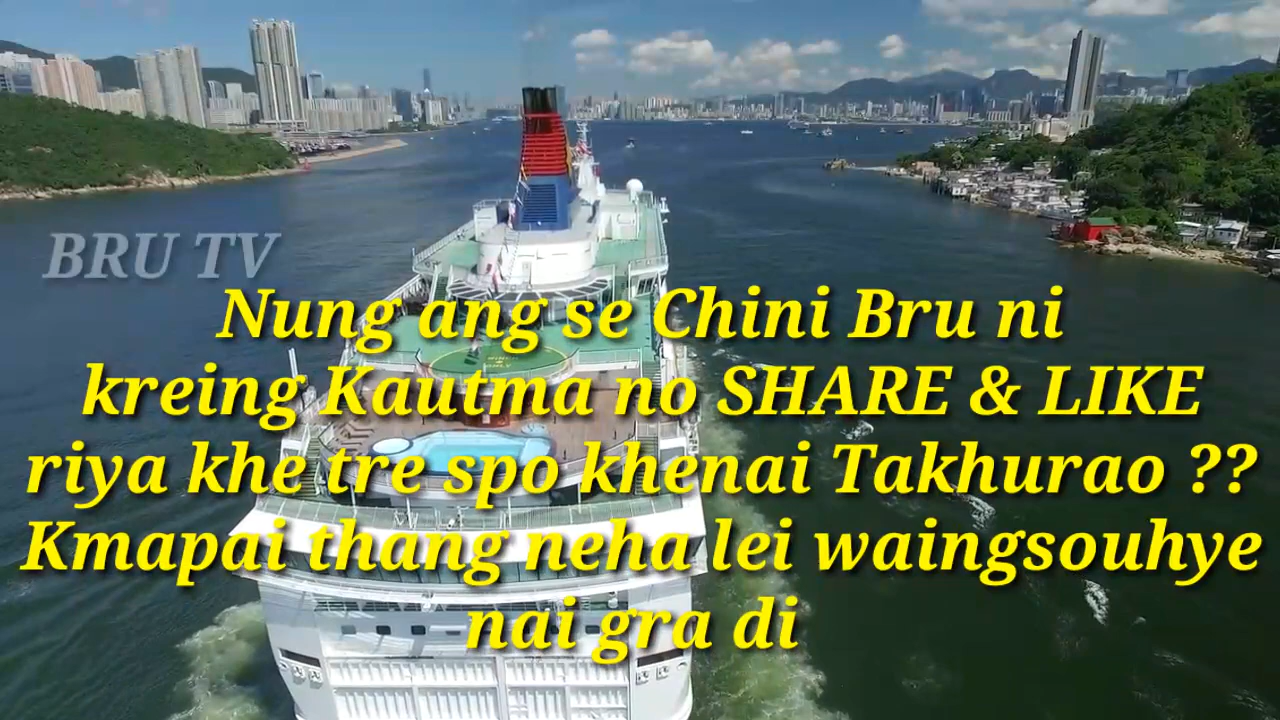 BRU TV
Nung ang se Chini Bru ni
kreing Kautma no SHARE & LIKE
riya khe tre spo khenai Takhurao ??
Kmapai thang neha lei waingsouhye
nai gra di